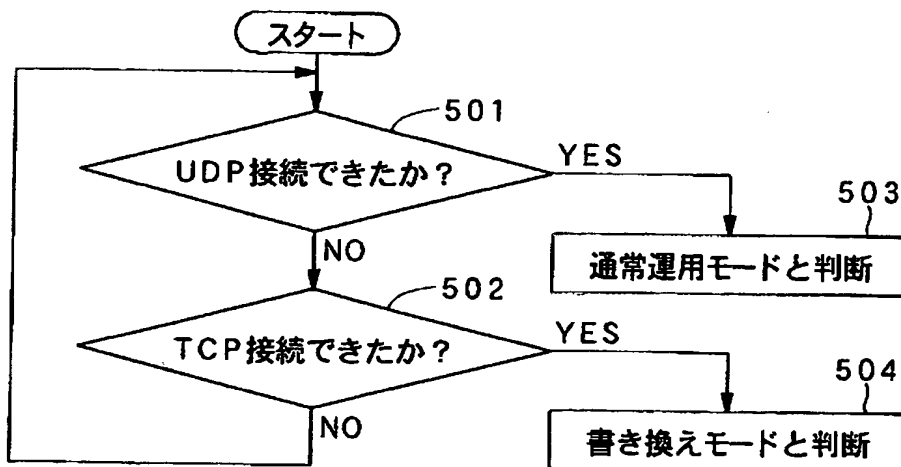 スタート
501
UDP接続できたか?
YES
503
通常運用モードと判断
NO
502
TCP接続できたか?
YES
504
書き換えモードと判断
NO